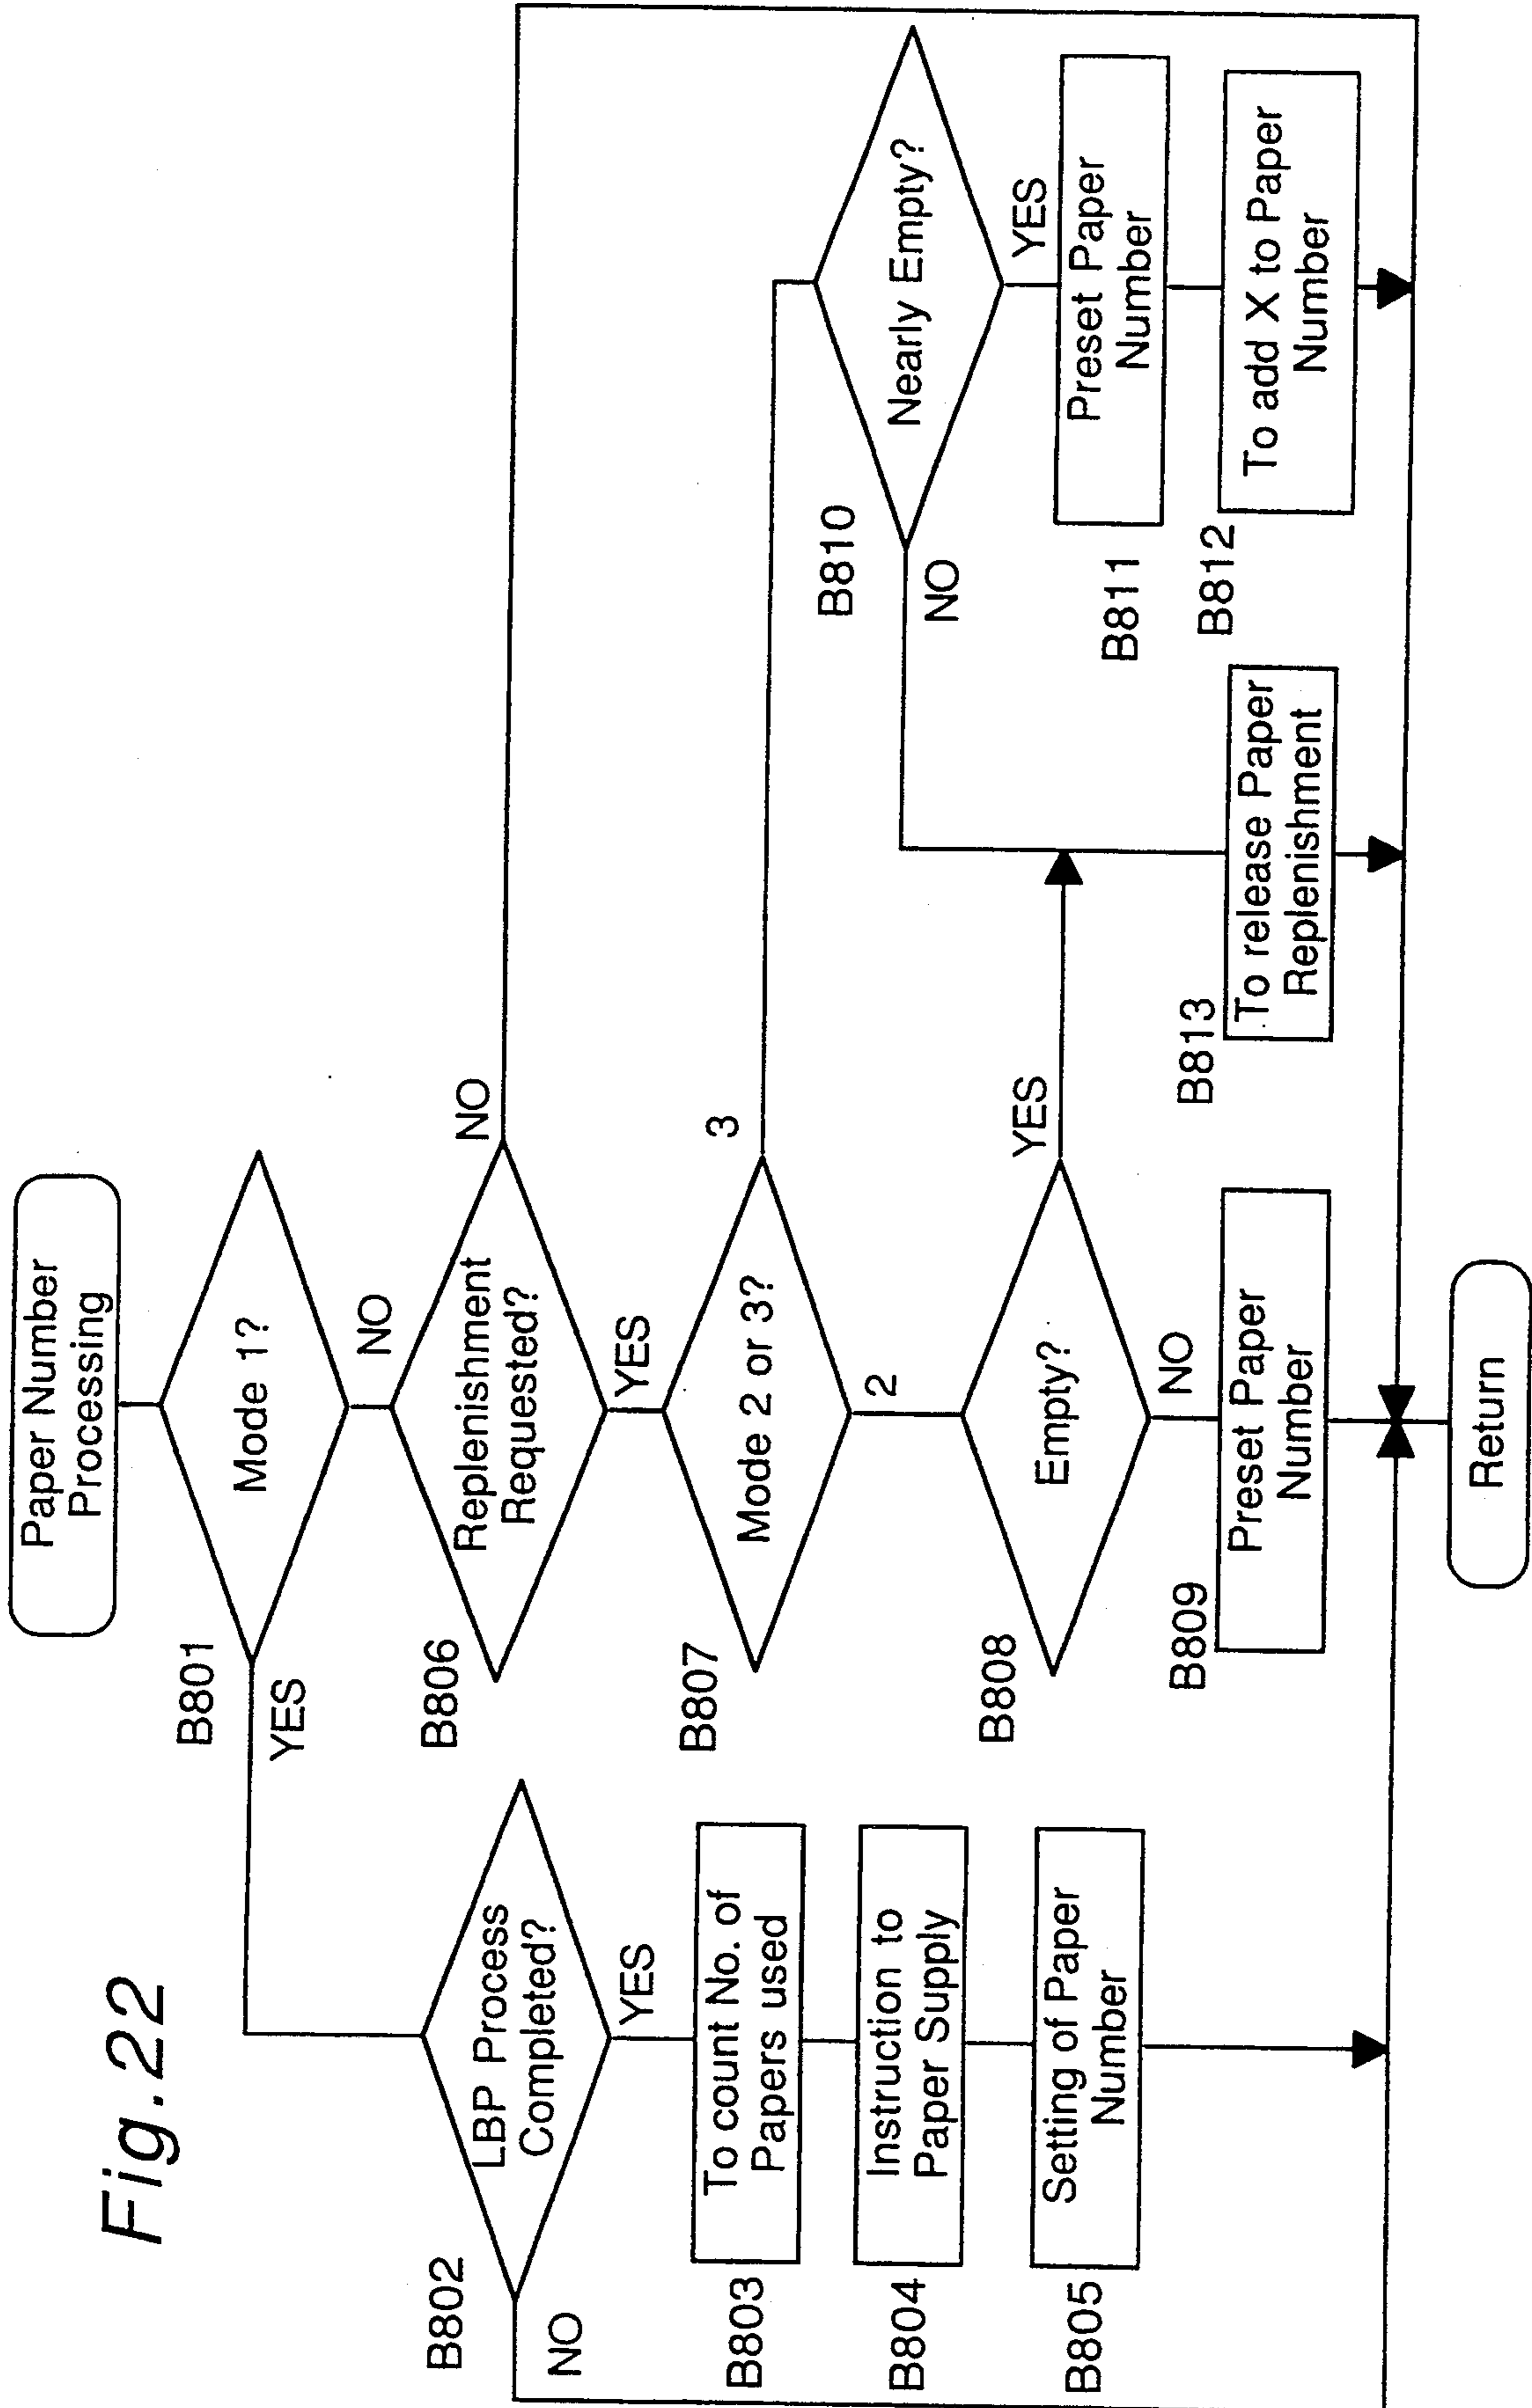 Fig.22
Paper Number
Processing
B801
Mode 1?
YES
NO
B802
LBP Process
Completed?
NO
YES
B803
To count No. of
Papers used
B804
Instruction to
Paper Supply
B805
Setting of Paper
Number
B806
Replenishment
Requested?
NO
YES
B807
Mode 2 or 3?
3
2
B808
Empty?
YES
NO
B809
Preset Paper
Number
B810
Nearly Empty?
NO
YES
B811
Preset Paper
Number
B812
To add X to Paper
Number
B813
To release Paper
Replenishment
Return